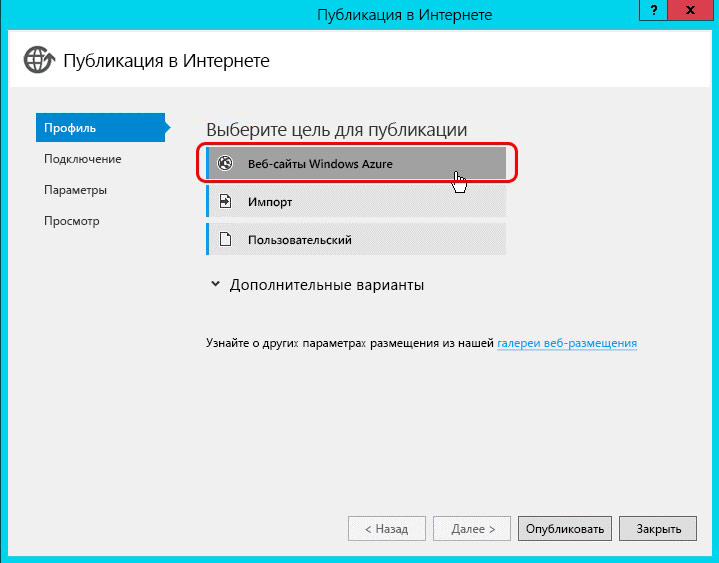 Публикация в Интернете
? x
Публикация в Интернете
Профиль
Подключение
Параметры
Просмотр
Выберите цель для публикации
Веб-сайты Windows Azure
Импорт
Пользовательский
Дополнительные варианты
Узнайте о других параметрах размещения из нашей галереи веб-размещения
< Назад Далее > Опубликовать Закрыть